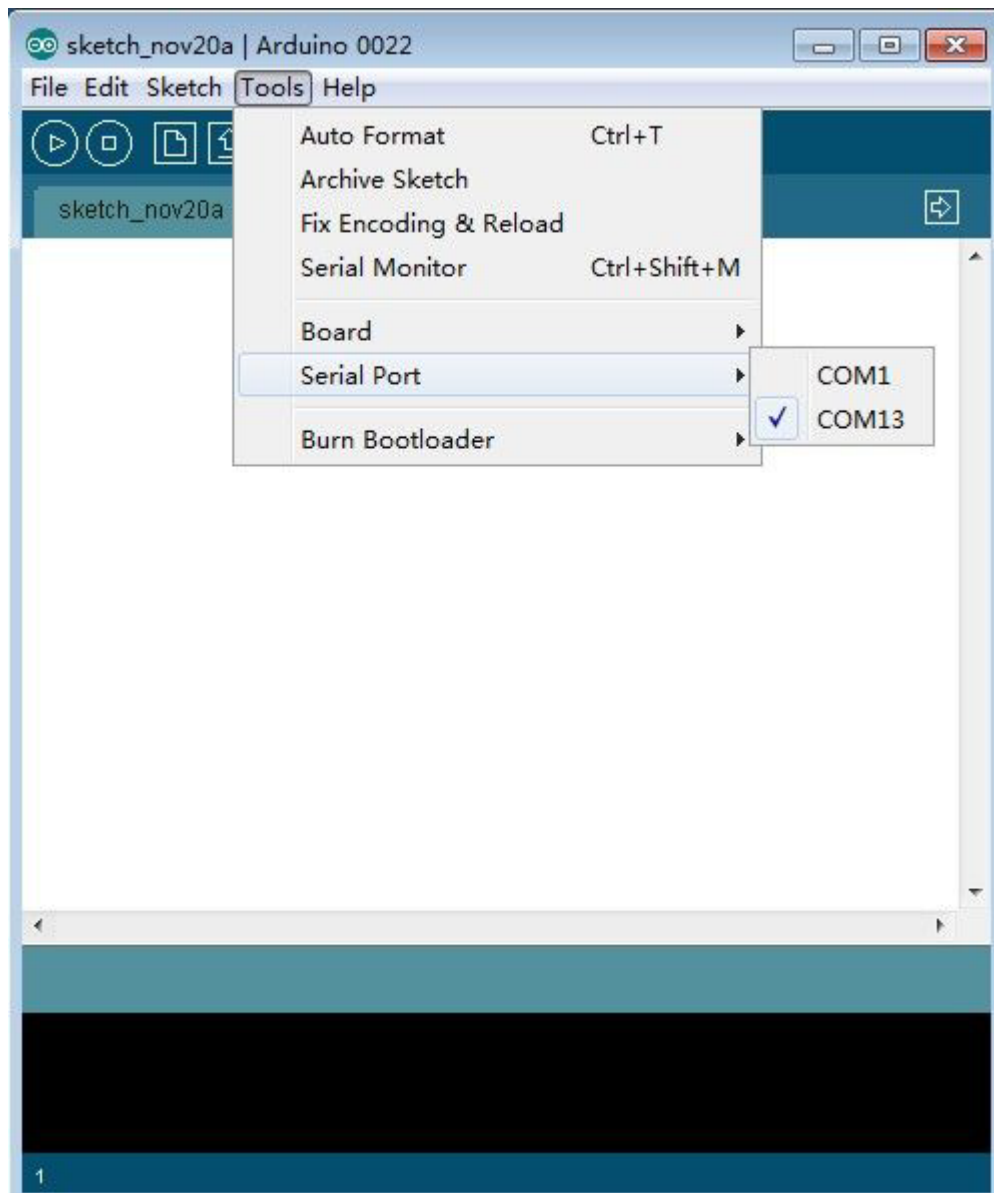 sketch_nov20a | Arduino 0022
File Edit Sketch Tools Help
sketch_nov20a
Auto Format Ctrl+T
Archive Sketch
Fix Encoding & Reload
Serial Monitor Ctrl+Shift+M
Board
Serial Port
COM1
COM13
Burn Bootloader
1